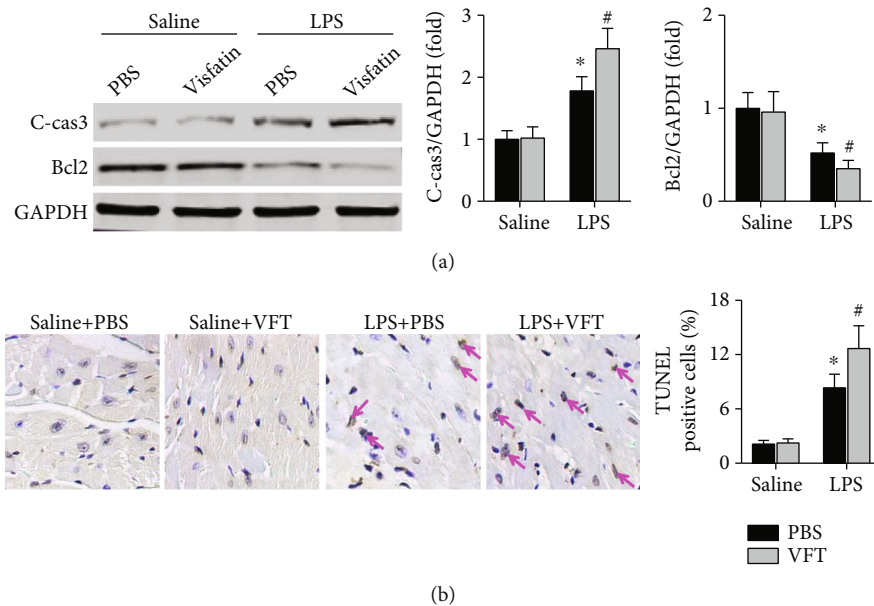 Saline LPS
PBS Visfatin PBS Visfatin
C-cas3
Bcl2
GAPDH
C-cas3/GAPDH (fold)
3
2
1
0
*
#
Saline LPS
Bcl2/GAPDH (fold)
2
1
0
*
#
Saline LPS
(a)
Saline+PBS Saline+VFT LPS+PBS LPS+VFT
TUNEL
positive cells (%)
18
12
6
0
*
#
Saline LPS
PBS
VFT
(b)